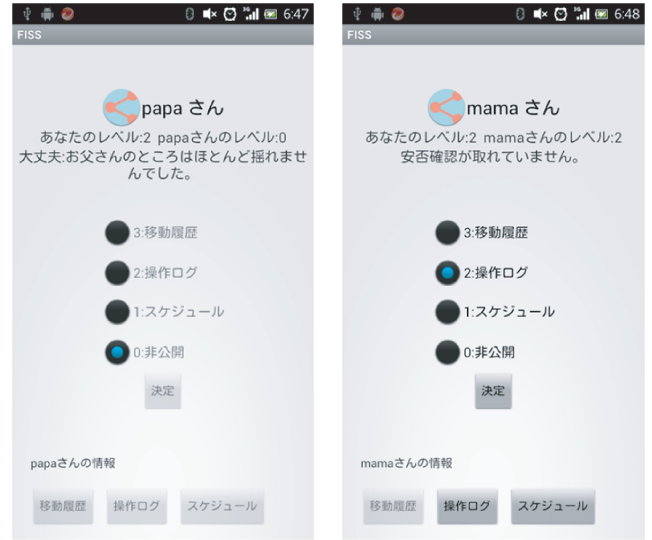 3G 6:47
FISS
papa さん
あなたのレベル:2 papaさんのレベル:0
大丈夫:お父さんのところはほとんど揺れませ
んでした。
3:移動履歴
2:操作ログ
1:スケジュール
0:非公開
決定
papaさんの情報
移動履歴 操作ログ スケジュール
3G 6:48
FISS
mama さん
あなたのレベル:2 mamaさんのレベル:2
安否確認が取れていません。
3:移動履歴
2:操作ログ
1:スケジュール
0:非公開
決定
mamaさんの情報
移動履歴 操作ログ スケジュール